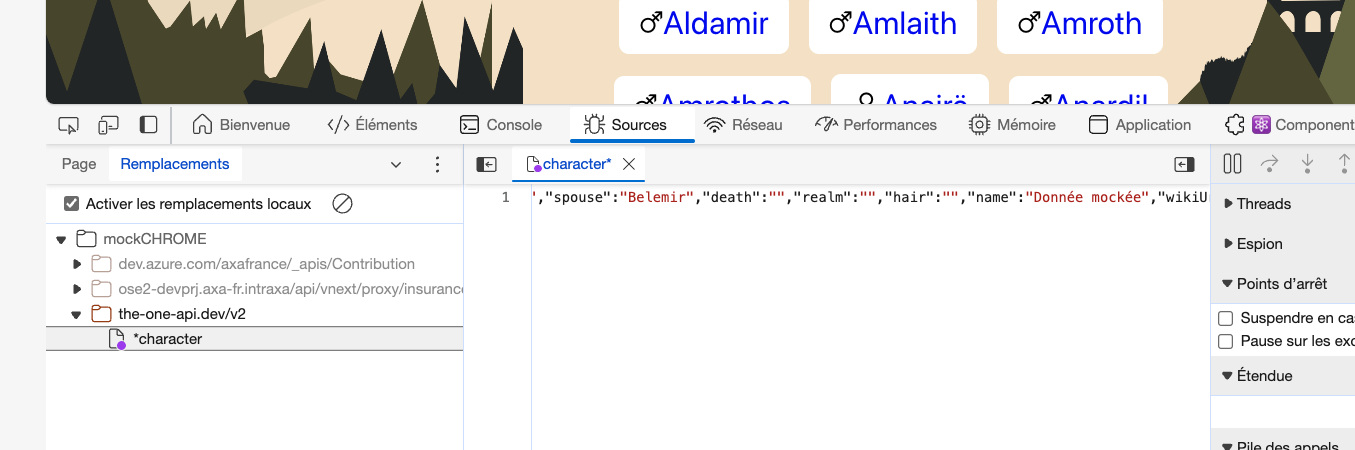 ♂Aldamir ♂Amlaith ♂Amroth
♂Amrothos Anairë ♂Anardil
Bienvenue </> Éléments Console Sources Réseau Performances Mémoire Application Component
Page Remplacements character*
Activer les remplacements locaux
1 ","spouse":"Belemir","death":"","realm":"","hair":"","name":"Donnée mockée","wikiU
Threads
mockCHROME
Espion
dev.azure.com/axafrance/_apis/Contribution
ose2-devprj.axa-fr.intraxa/api/vnext/proxy/insuranc
Points d’arrêt
the-one-api.dev/v2
Suspendre en ca
*character
Pause sur les exc
Étendue
Pile des appels